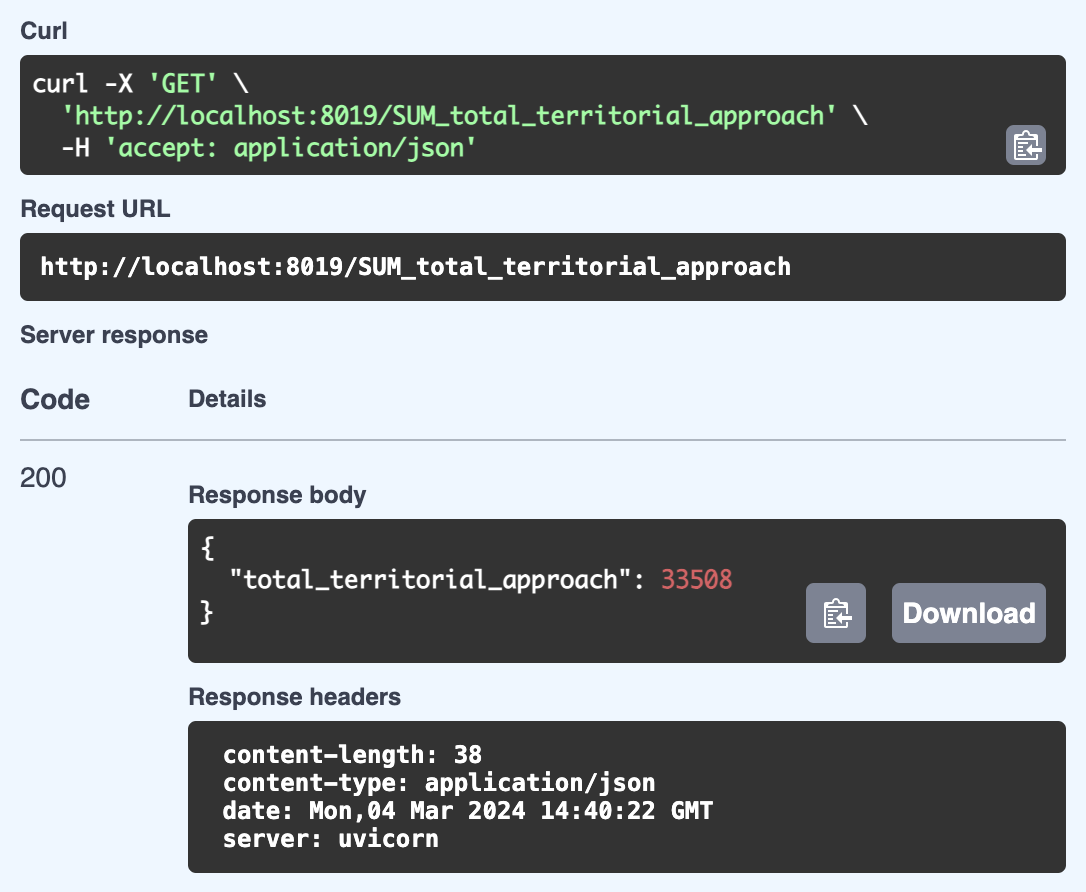 Curl
curl -X 'GET' \
  'http://localhost:8019/SUM_total_territorial_approach' \
  -H 'accept: application/json'
Request URL
http://localhost:8019/SUM_total_territorial_approach
Server response
Code Details
200
Response body
{
  "total_territorial_approach": 33508
}
Download
Response headers
content-length: 38
content-type: application/json
date: Mon,04 Mar 2024 14:40:22 GMT
server: uvicorn